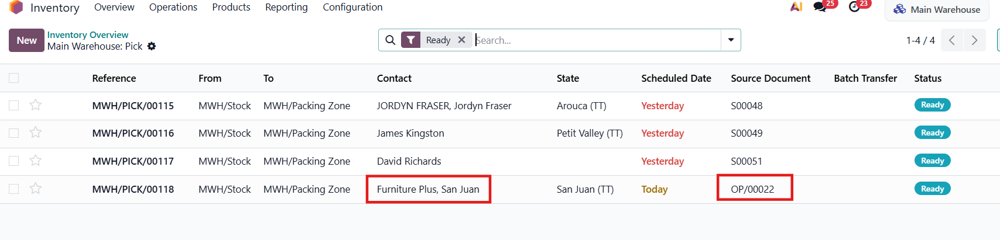 Inventory Overview Operations Products Reporting Configuration AI 25 23 Main Warehouse
New Inventory Overview
Main Warehouse: Pick Ready Search... 1-4 / 4
Reference From To Contact State Scheduled Date Source Document Batch Transfer Status
MWH/PICK/00115 MWH/Stock MWH/Packing Zone JORDYN FRASER, Jordyn Fraser Arouca (TT) Yesterday S00048 Ready
MWH/PICK/00116 MWH/Stock MWH/Packing Zone James Kingston Petit Valley (TT) Yesterday S00049 Ready
MWH/PICK/00117 MWH/Stock MWH/Packing Zone David Richards Yesterday S00051 Ready
MWH/PICK/00118 MWH/Stock MWH/Packing Zone Furniture Plus, San Juan San Juan (TT) Today OP/00022 Ready